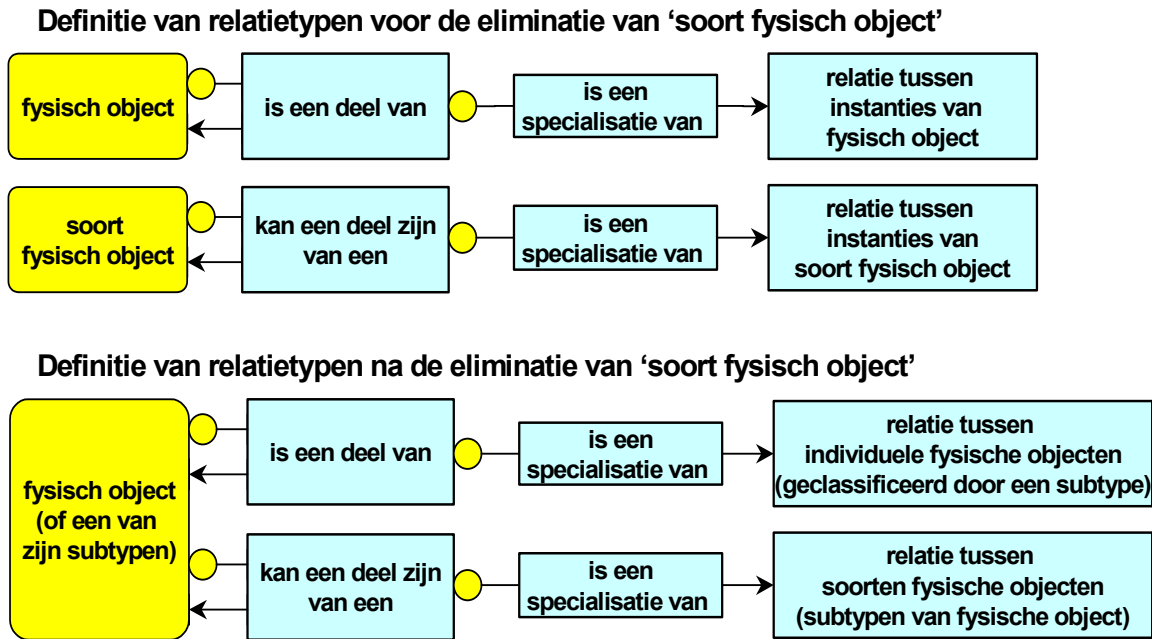 Definitie van relatietypen voor de eliminatie van ‘soort fysisch object’
fysisch object
is een deel van
is een
specialisatie van
relatie tussen
instanties van
fysisch object
soort
fysisch object
kan een deel zijn
van een
is een
specialisatie van
relatie tussen
instanties van
soort fysisch object
Definitie van relatietypen na de eliminatie van ‘soort fysisch object’
fysisch object
(of een van
zijn subtypen)
is een deel van
is een
specialisatie van
relatie tussen
individuele fysische objecten
(geclassificeerd door een subtype)
kan een deel zijn
van een
is een
specialisatie van
relatie tussen
soorten fysische objecten
(subtypen van fysische object)